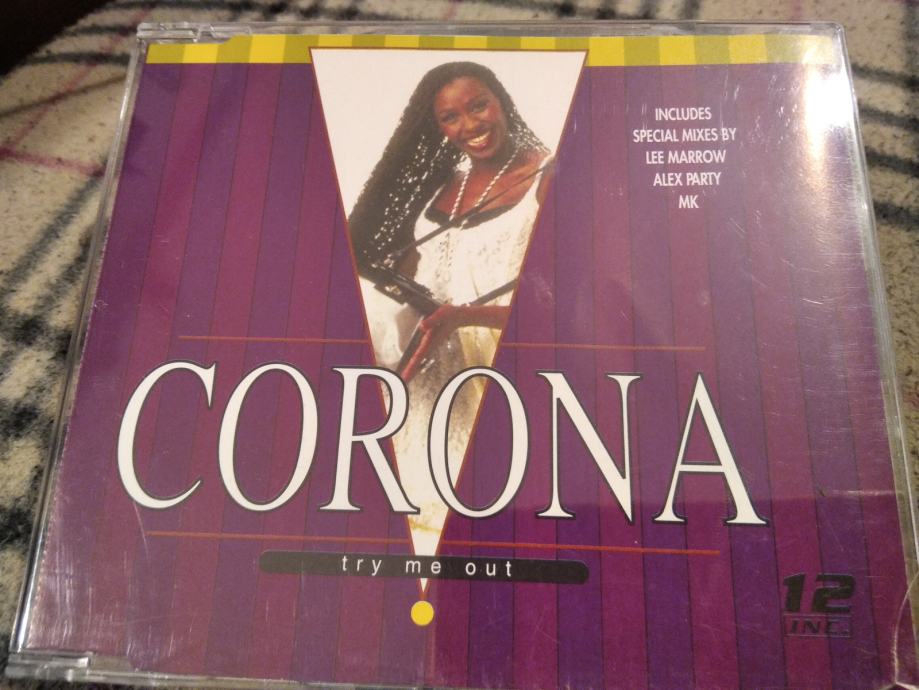 INCLUDES
SPECIAL MIXES BY
LEE MARROW
ALEX PARTY
MK
CORONA
try me out
12
INC.